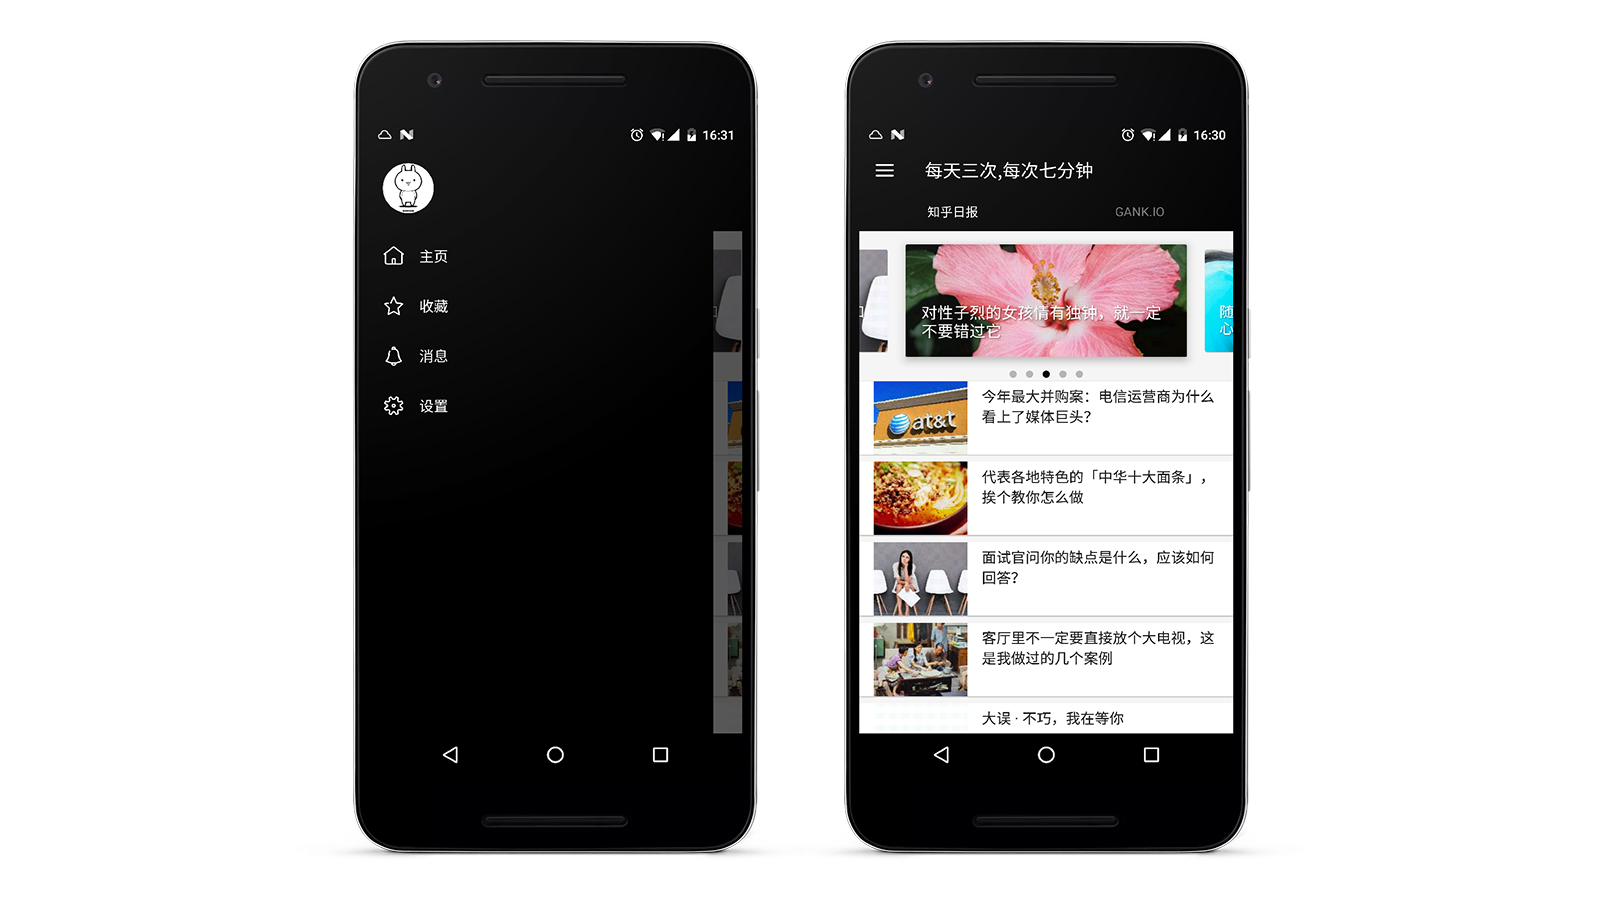 16:31
主页
收藏
消息
设置
16:30
每天三次,每次七分钟
知乎日报
GANK.IO
对性子烈的女孩情有独钟，就一定
不要错过它
随
心
今年最大并购案：电信运营商为什么
看上了媒体巨头？
at&t
代表各地特色的「中华十大面条」，
挨个教你怎么做
面试官问你的缺点是什么，应该如何
回答？
客厅里不一定要直接放个大电视，这
是我做过的几个案例
大误 · 不巧，我在等你